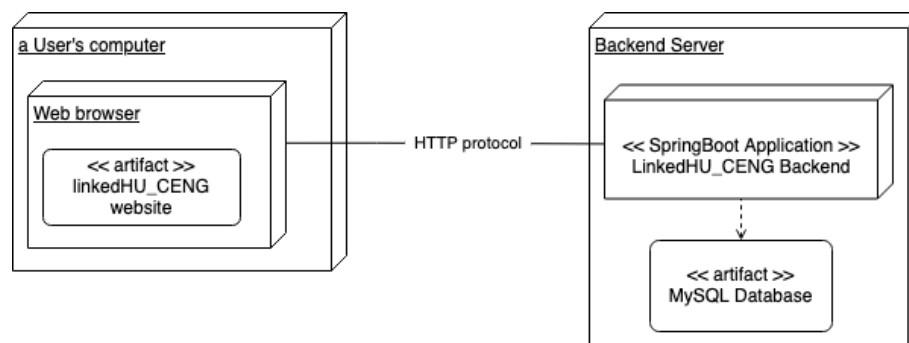 a User's computer
Web browser
<< artifact >>
linkedHU_CENG
website
HTTP protocol
Backend Server
<< SpringBoot Application >>
LinkedHU_CENG Backend
<< artifact >>
MySQL Database